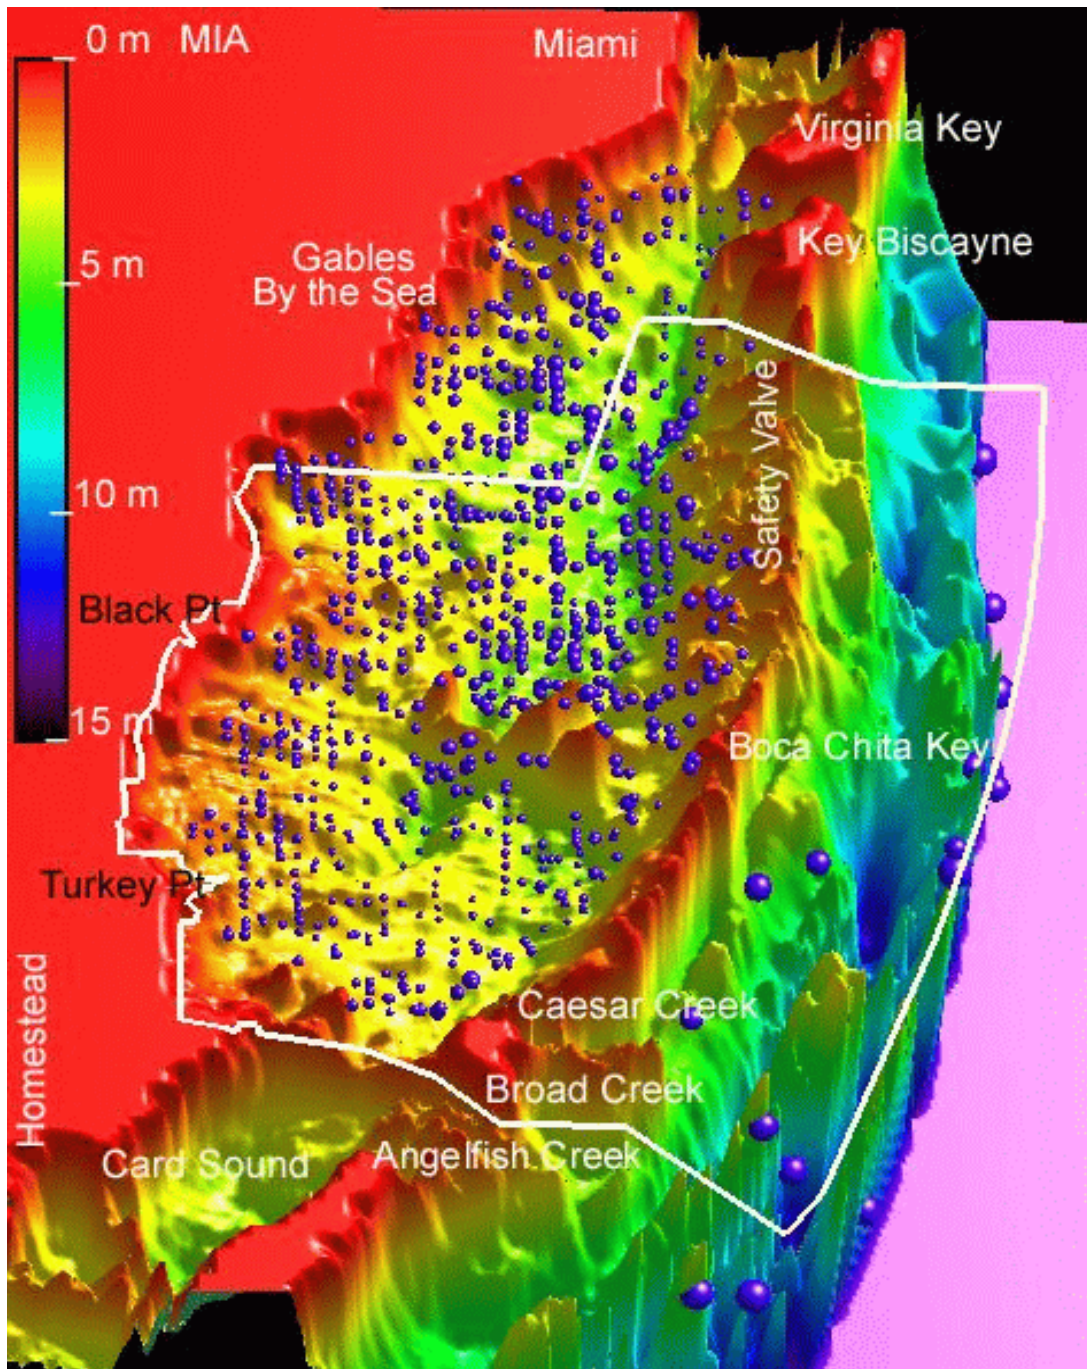 0 m MIA
Miami
Virginia Key
Key Biscayne
Gables
By the Sea
5 m
Safety Valve
10 m
Black Pt
15 m
Boca Chita Key
Turkey Pt
Homestead
Caesar Creek
Broad Creek
Angelfish Creek
Card Sound